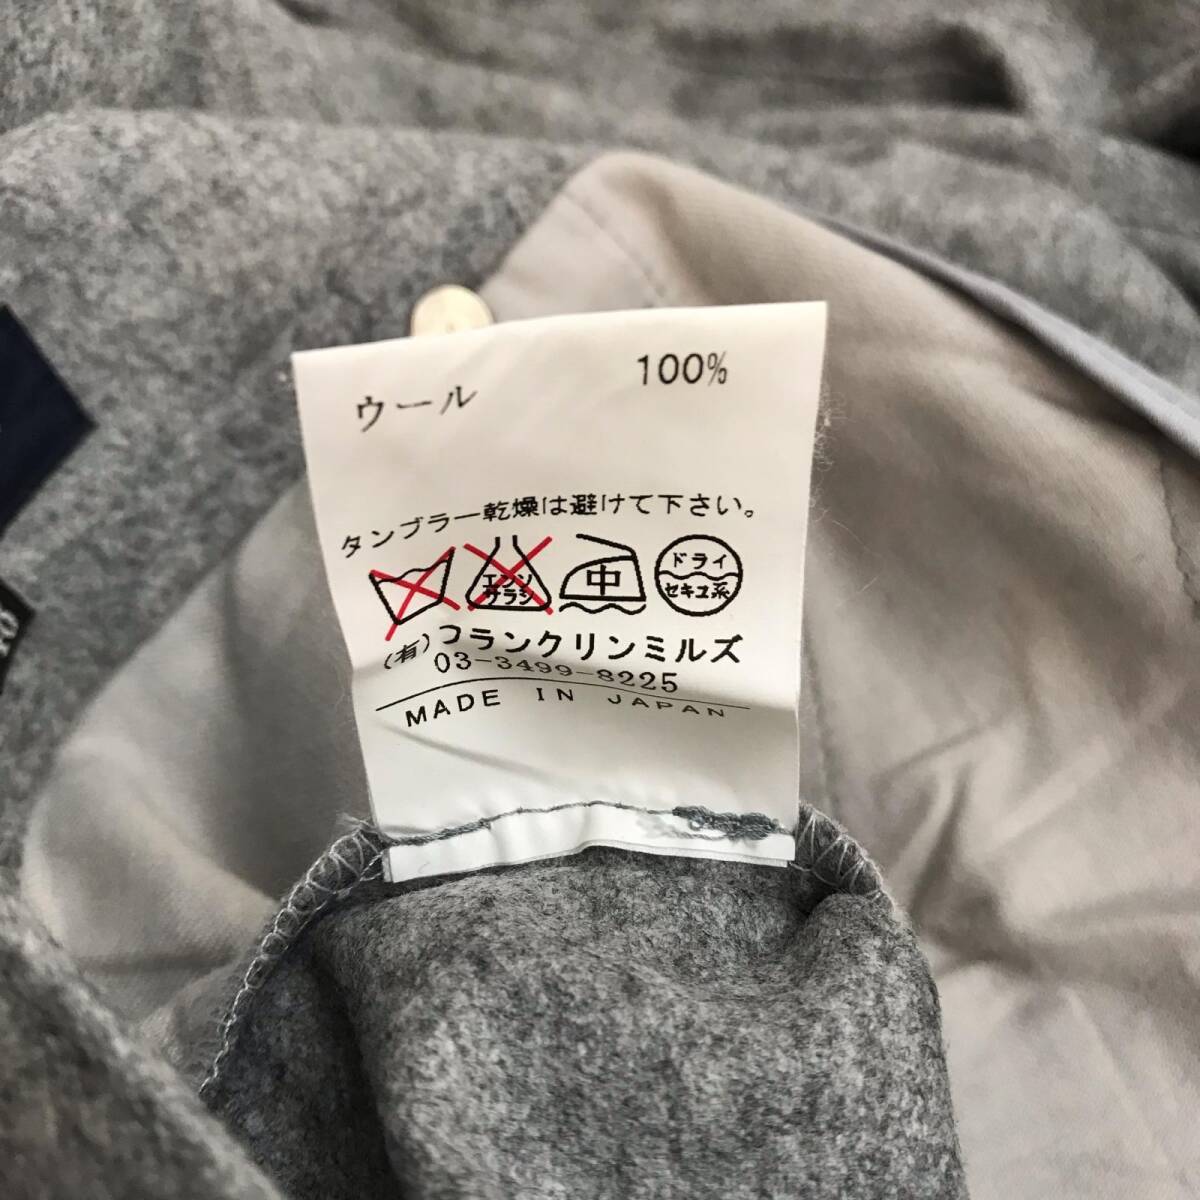 ウール 100%
タンブラー乾燥は避けて下さい。
エンソ
サラシ
中
ドライ
セキユ系
(有)フランクリンミルズ
03-3499-8225
MADE IN JAPAN